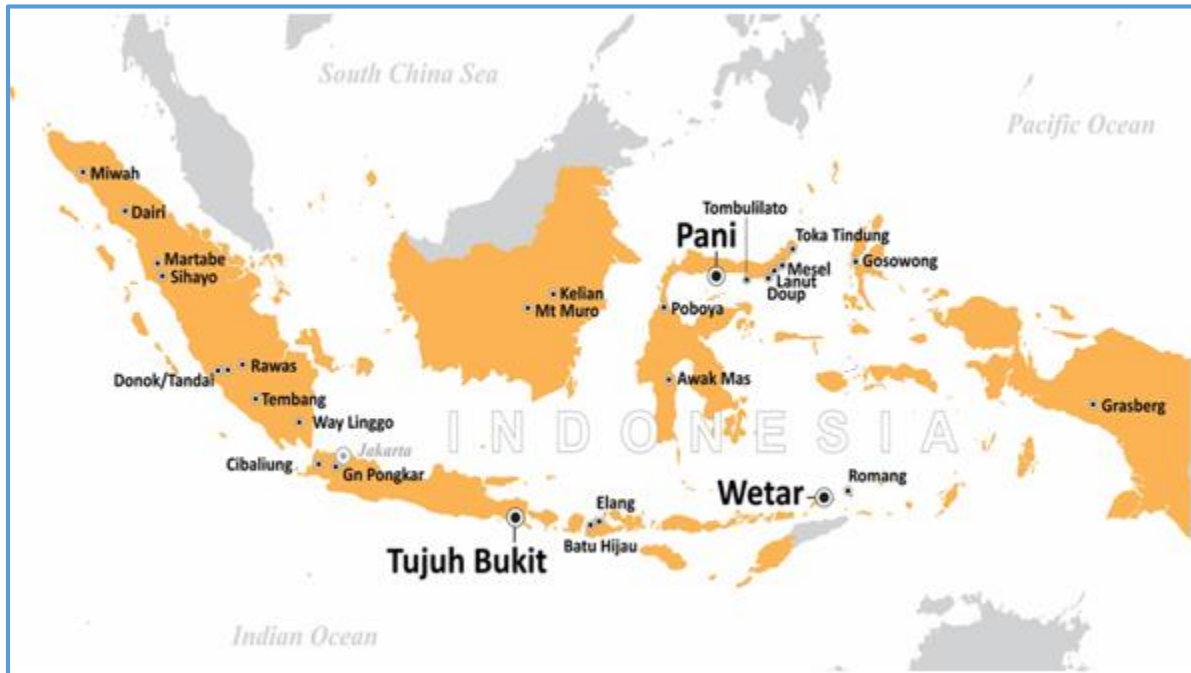 South China Sea
Pacific Ocean
Miwah
Dairi
Martabe
Sihayo
Tombulilato
Pani
Toka Tindung
Mesel
Lanut
Doup
Gosowong
Kelian
Mt Muro
Poboya
Rawas
Donok/Tandai
Tembang
Awak Mas
Way Linggo
Grasberg
INDONESIA
Jakarta
Cibaliung
Gn Pongkar
Romang
Wetar
Elang
Batu Hijau
Tujuh Bukit
Indian Ocean